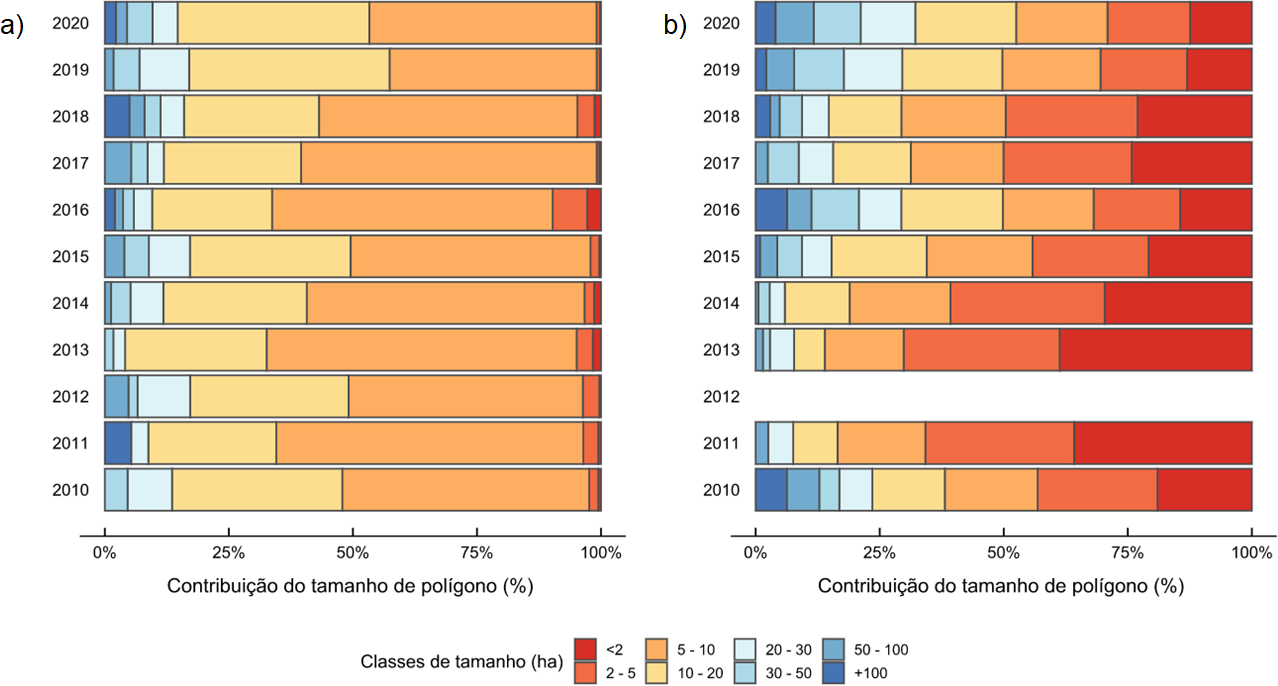 a)
2020
2019
2018
2017
2016
2015
2014
2013
2012
2011
2010
0% 25% 50% 75% 100%
Contribuição do tamanho de polígono (%)
b)
2020
2019
2018
2017
2016
2015
2014
2013
2012
2011
2010
0% 25% 50% 75% 100%
Contribuição do tamanho de polígono (%)
Classes de tamanho (ha)
<2 5 - 10 20 - 30 50 - 100
2 - 5 10 - 20 30 - 50 +100